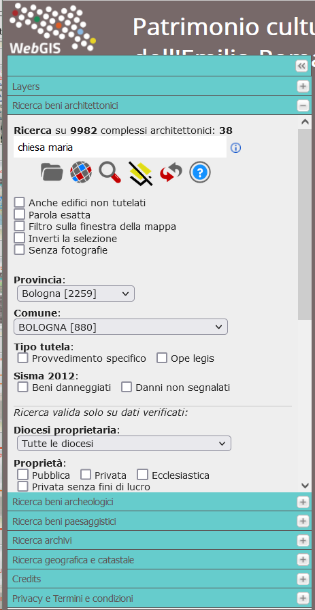 WebGIS
Patrimonio cultu
dell'Emilia-Roma
Layers
Ricerca beni architettonici
Ricerca su 9982 complessi architettonici: 38
chiesa maria
Anche edifici non tutelati
Parola esatta
Filtro sulla finestra della mappa
Inverti la selezione
Senza fotografie
Provincia:
Bologna [2259]
Comune:
BOLOGNA [880]
Tipo tutela:
Provvedimento specifico Ope legis
Sisma 2012:
Beni danneggiati Danni non segnalati
Ricerca valida solo su dati verificati:
Diocesi proprietaria:
Tutte le diocesi
Proprietà:
Pubblica Privata Ecclesiastica
Privata senza fini di lucro
Ricerca beni archeologici
Ricerca beni paesaggistici
Ricerca archivi
Ricerca geografica e catastale
Credits
Privacy e Termini e condizioni